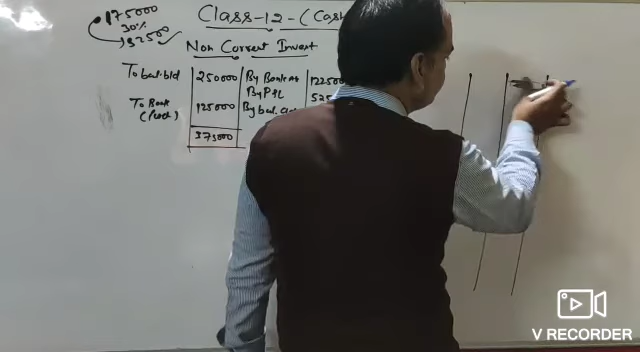 175000
30%
52500
Class-12-(Cash
Non Current Invest
To bal.b/d 250000 By Bank A/c 122500
By P&L 525
To Bank 125000 By bal. c/d
(Purch)
375000
V RECORDER